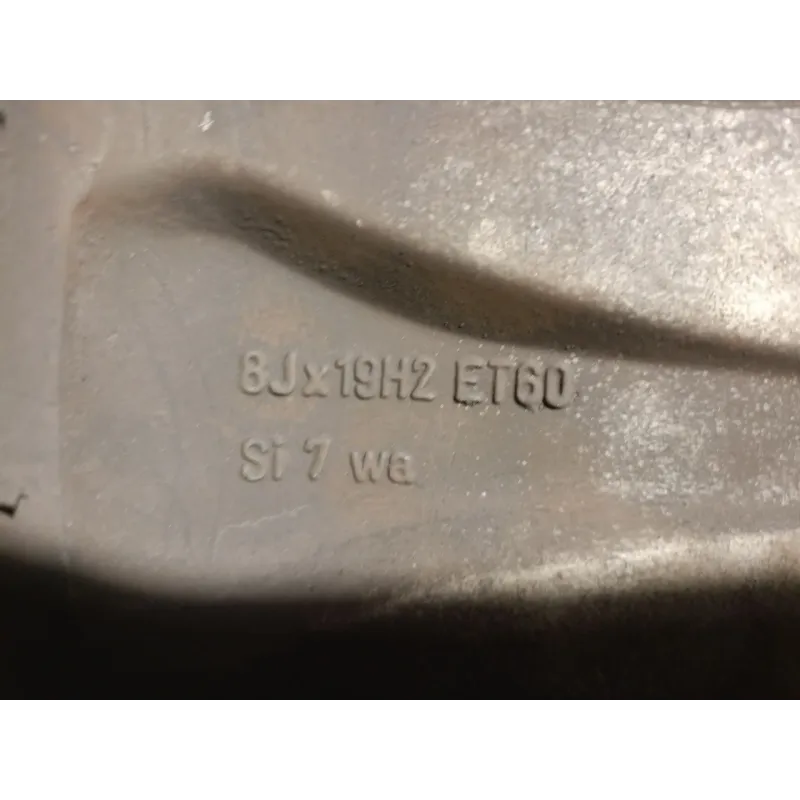 8Jx19H2 ET60
Si 7 wa